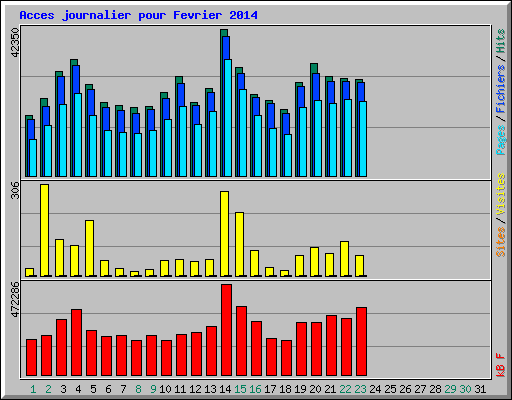 Acces journalier pour Fevrier 2014
42350
Pages / Fichiers / Hits
306
Sites / Visites
472286
kB F
1 2 3 4 5 6 7 8 9 10 11 12 13 14 15 16 17 18 19 20 21 22 23 24 25 26 27 28 29 30 31